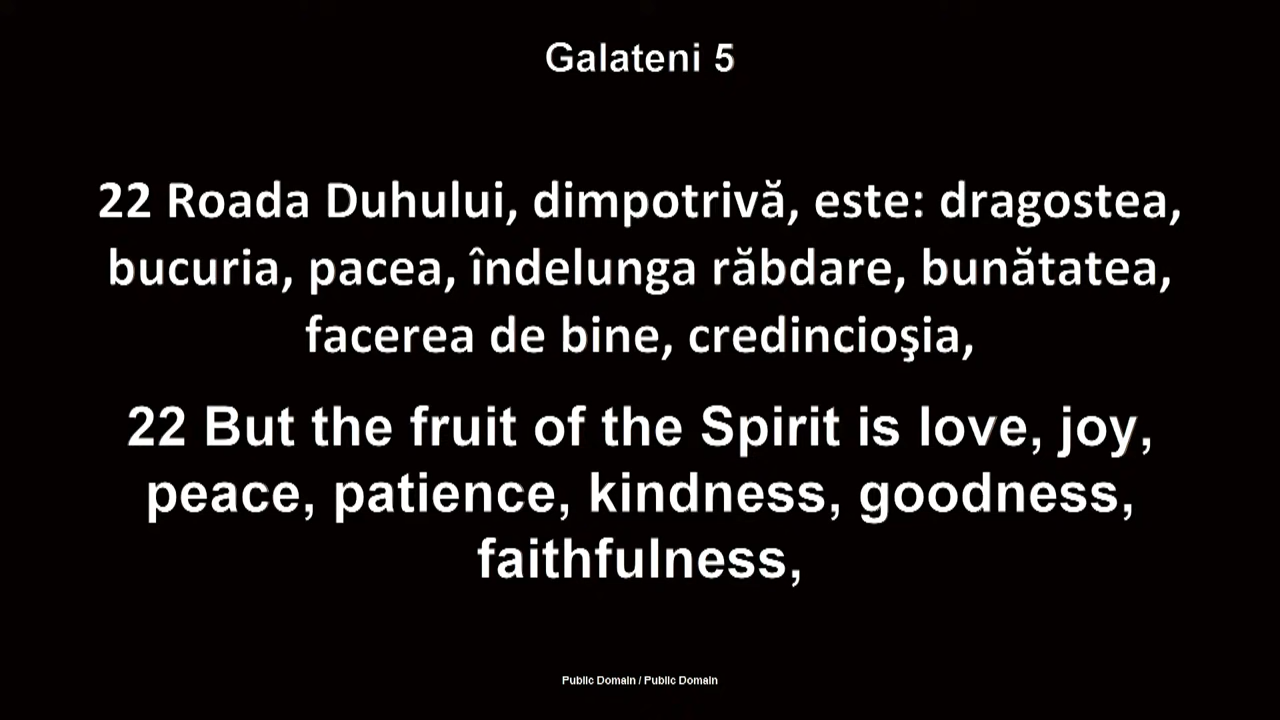 Galateni 5
22 Roada Duhului, dimpotrivă, este: dragostea,
bucuria, pacea, îndelunga răbdare, bunătatea,
facerea de bine, credincioşia,
22 But the fruit of the Spirit is love, joy,
peace, patience, kindness, goodness,
faithfulness,
Public Domain / Public Domain